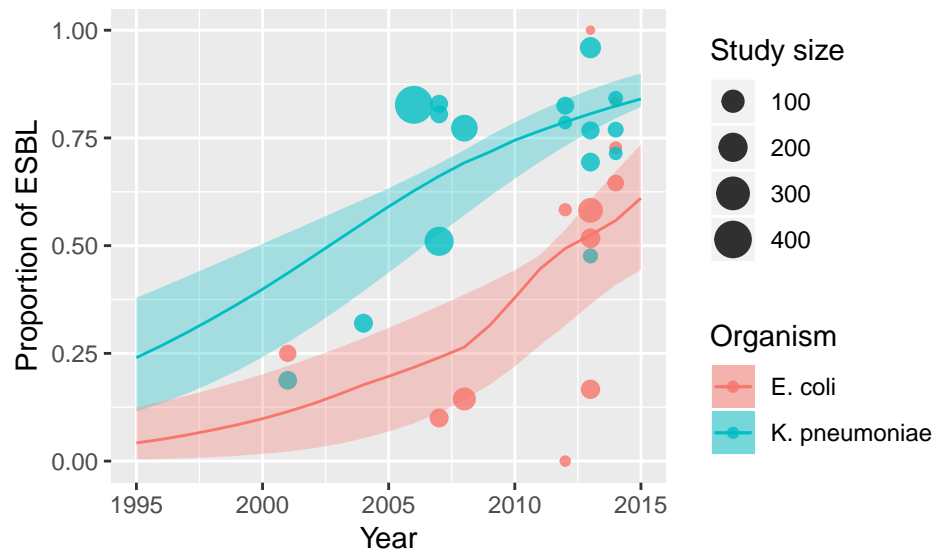 Proportion of ESBL
1.00
0.75
0.50
0.25
0.00
1995
2000
2005
2010
2015
Year
Study size
100
200
300
400
Organism
E. coli
K. pneumoniae